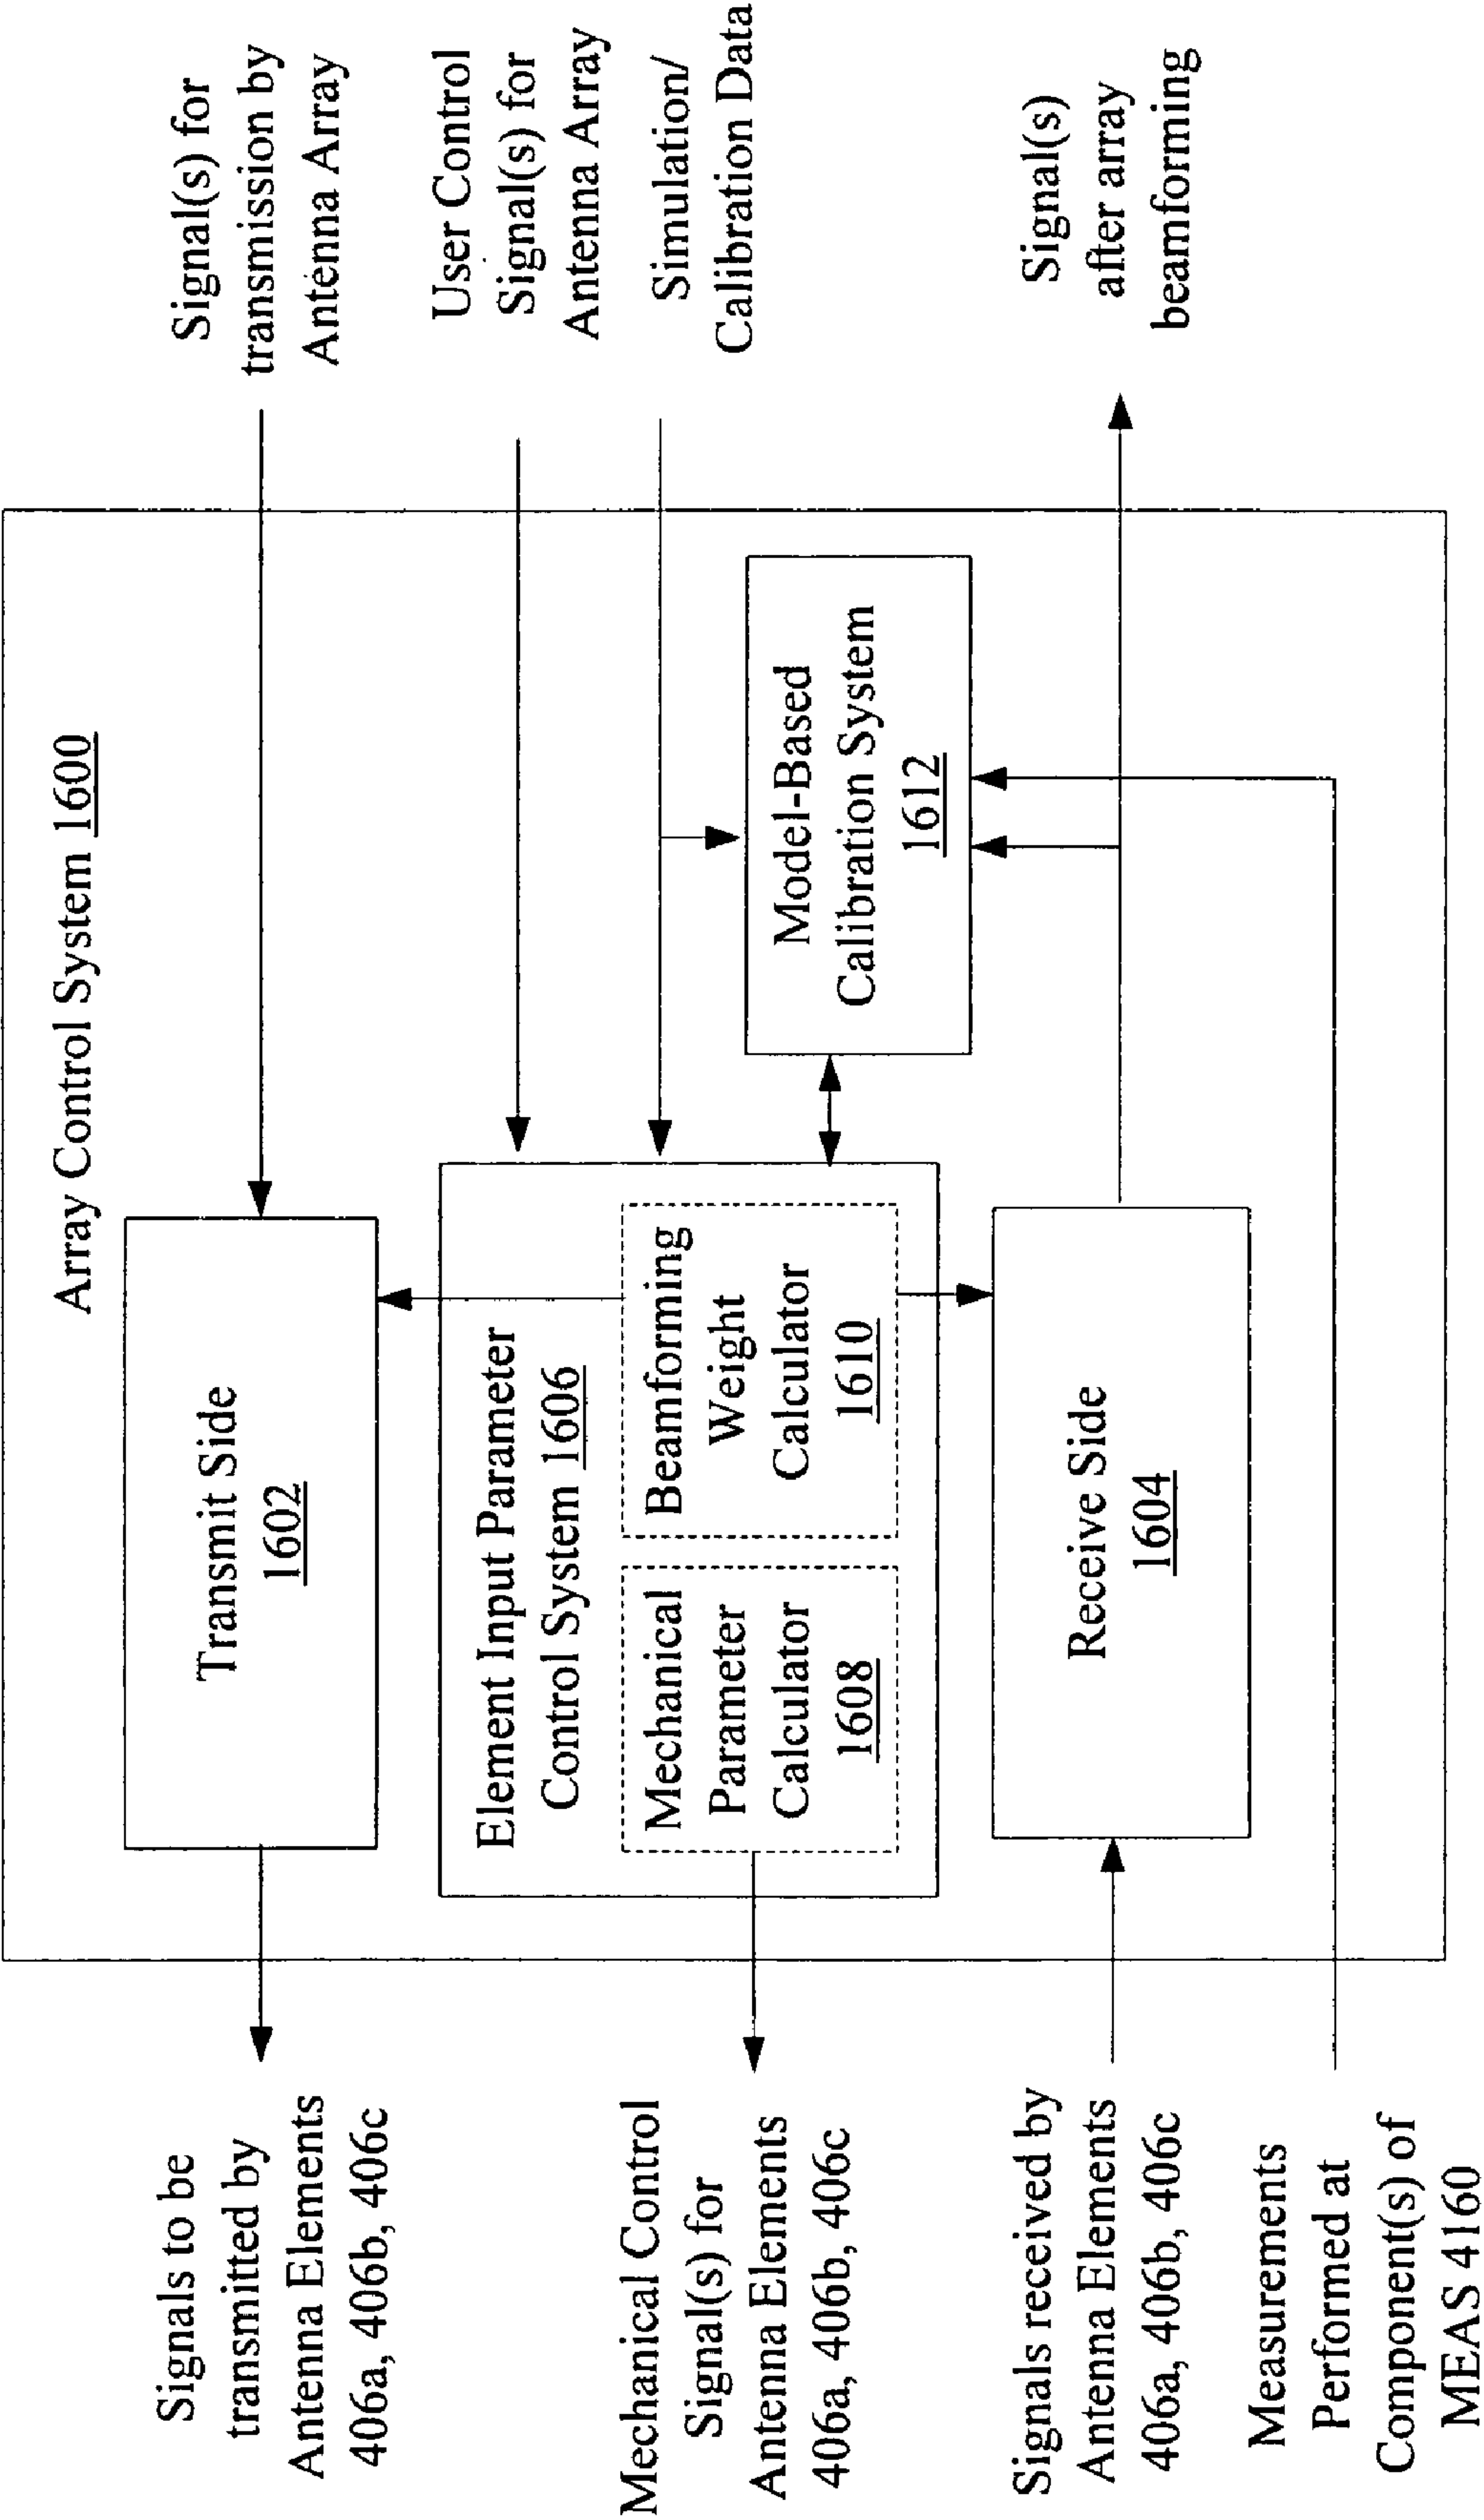 Array Control System 1600
Signals to be
transmitted by
Antenna Elements
406a, 406b, 406c
Transmit Side
1602
Signal(s) for
transmission by
Antenna Array
Mechanical Control
Signal(s) for
Antenna Elements
406a, 406b, 406c
Element Input Parameter
Control System 1606
Mechanical
Parameter
Calculator
1608
Beamforming
Weight
Calculator
1610
User Control
Signal(s) for
Antenna Array
Simulation/
Calibration Data
Model-Based
Calibration System
1612
Signals received by
Antenna Elements
406a, 406b, 406c
Receive Side
1604
Signal(s)
after array
beamforming
Measurements
Performed at
Component(s) of
MEAS 4160